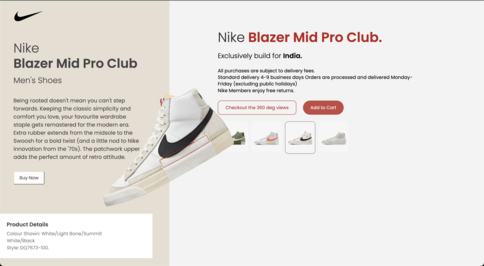 Nike
Blazer Mid Pro Club
Men's Shoes
Being rooted doesn't mean you can't step
forwards. Keeping the classic simplicity and
comfort you love, your favourite wardrobe
staple gets remastered for the modern era.
Extra rubber extends from the midsole to the
Swoosh for a bold twist (and a little nod to Nike
innovation from the '70s). The patchwork upper
adds the perfect amount of retro attitude.
Buy Now
Product Details
Colour Shown: White/Light Bone/Summit
White/Black
Style: DQ7673-100.
Nike Blazer Mid Pro Club.
Exclusively build for India.
All purchases are subject to delivery fees.
Standard delivery 4-9 business days Orders are processed and delivered Monday-
Friday (excluding public holidays)
Nike Members enjoy free returns.
Checkout the 360 deg views
Add to Cart